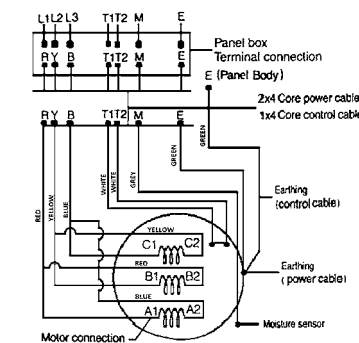 L1 L2 L3 T1 T2 M E
Panel box
Terminal connection
R Y B T1 T2 M E
E (Panel Body)
2x4 Core power cable
1x4 Core control cable
R Y B T1 T2 M E
GREEN
GREEN
WHITE
WHITE
GREY
RED
YELLOW
BLUE
Earthing
(control cable)
YELLOW
C1 C2
RED
B1 B2
Earthing
( power cable)
BLUE
A1 A2
Moisture sensor
Motor connection